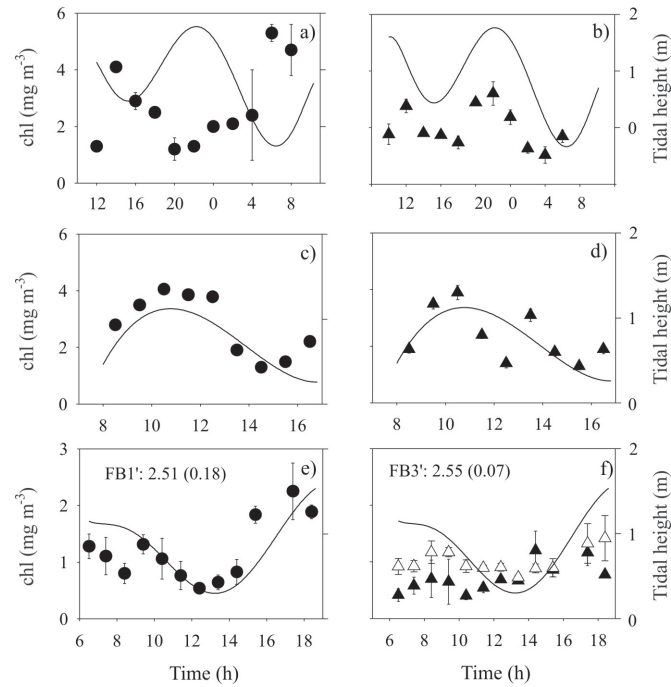 a)
b)
chl (mg m⁻³)
Tidal height (m)
6
4
2
0
2
1
0
12 16 20 0 4 8
12 16 20 0 4 8
c)
d)
chl (mg m⁻³)
Tidal height (m)
6
4
2
0
2
1
0
8 10 12 14 16
8 10 12 14 16
FB1': 2.51 (0.18)
e)
FB3': 2.55 (0.07)
f)
chl (mg m⁻³)
Tidal height (m)
3
2
1
0
2
1
0
6 8 10 12 14 16 18
6 8 10 12 14 16 18
Time (h)
Time (h)